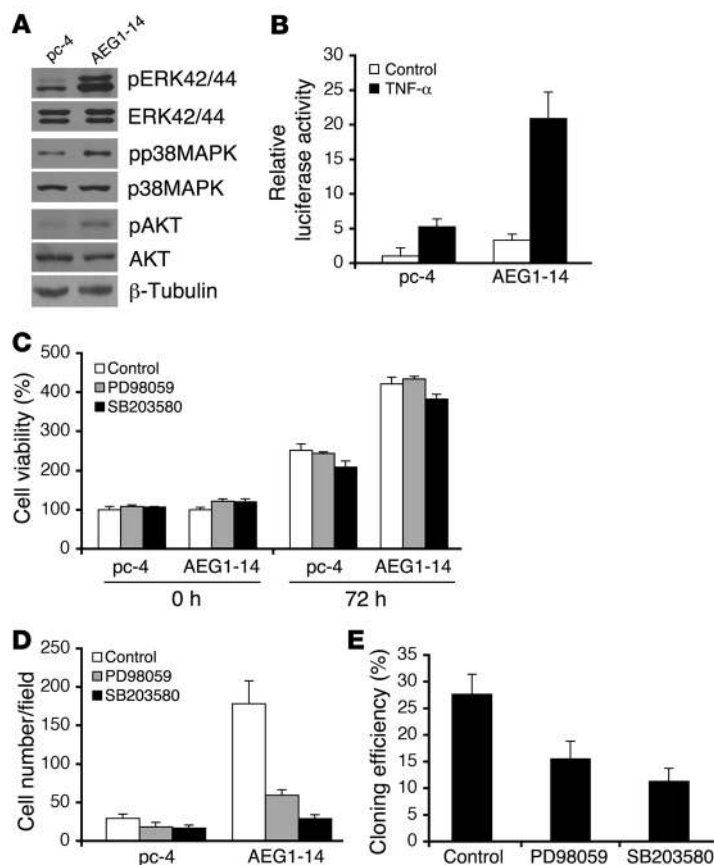 A
pc-4 AEG1-14
pERK42/44
ERK42/44
pp38MAPK
p38MAPK
pAKT
AKT
β-Tubulin
B
Relative
luciferase activity
30
25
20
15
10
5
0
Control
TNF-α
pc-4 AEG1-14
C
Cell viability (%)
500
400
300
200
100
0
Control
PD98059
SB203580
pc-4 AEG1-14 pc-4 AEG1-14
0 h 72 h
D
Cell number/field
250
200
150
100
50
0
Control
PD98059
SB203580
pc-4 AEG1-14
E
Cloning efficiency (%)
35
30
25
20
15
10
5
0
Control PD98059 SB203580